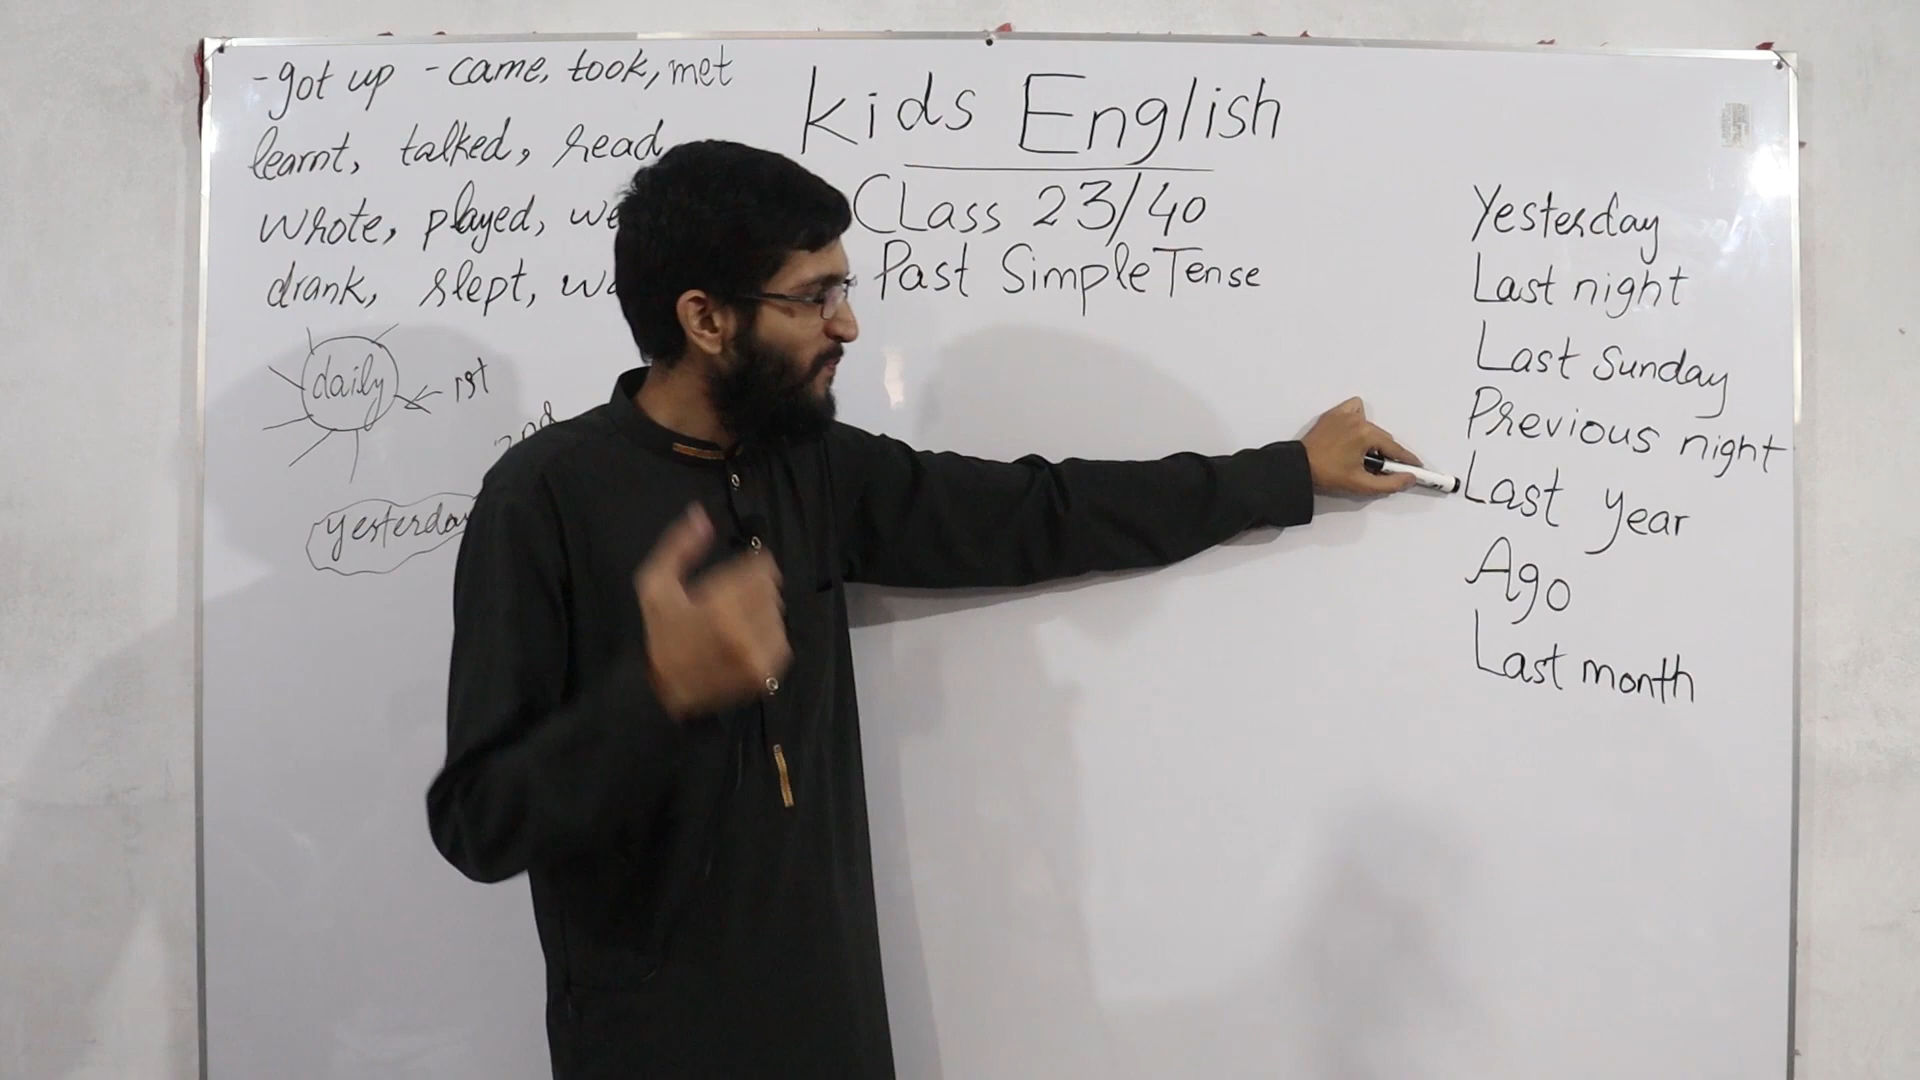 - got up - came, took, met
learnt, talked, read
wrote, played,
drank, slept,
daily
1st
2nd
yesterday
kids English
CLass 23/40
Past Simple Tense
Yesterday
Last night
Last Sunday
Previous night
Last year
Ago
Last month